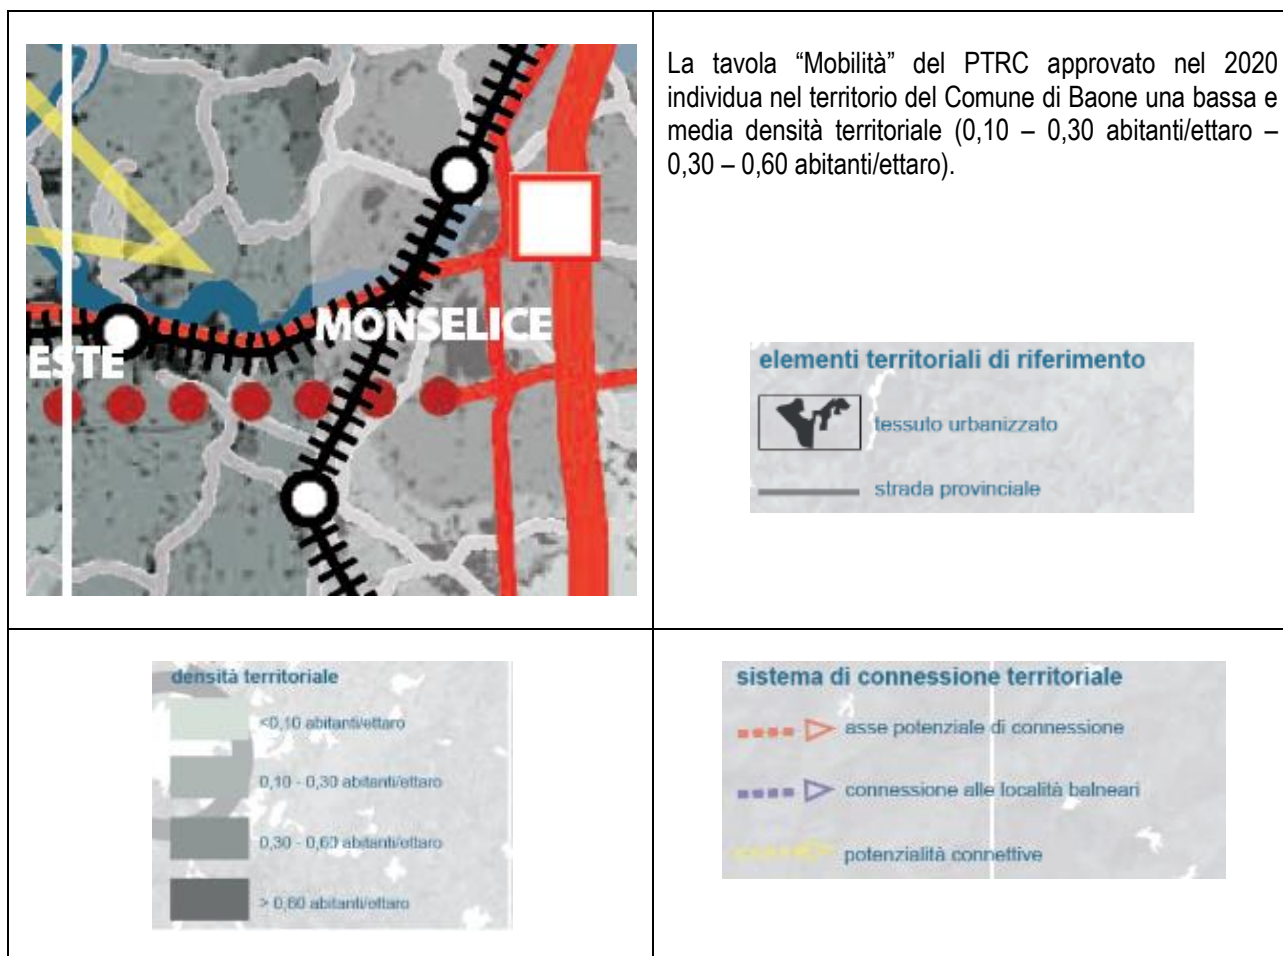 La tavola “Mobilità” del PTRC approvato nel 2020
individua nel territorio del Comune di Baone una bassa e
media densità territoriale (0,10 – 0,30 abitanti/ettaro –
0,30 – 0,60 abitanti/ettaro).
MONSELICE
ESTE
elementi territoriali di riferimento
tessuto urbanizzato
strada provinciale
densità territoriale
<0,10 abitanti/ettaro
0,10 - 0,30 abitanti/ettaro
0,30 - 0,60 abitanti/ettaro
> 0,60 abitanti/ettaro
sistema di connessione territoriale
asse potenziale di connessione
connessione alle località balneari
potenzialità connettive